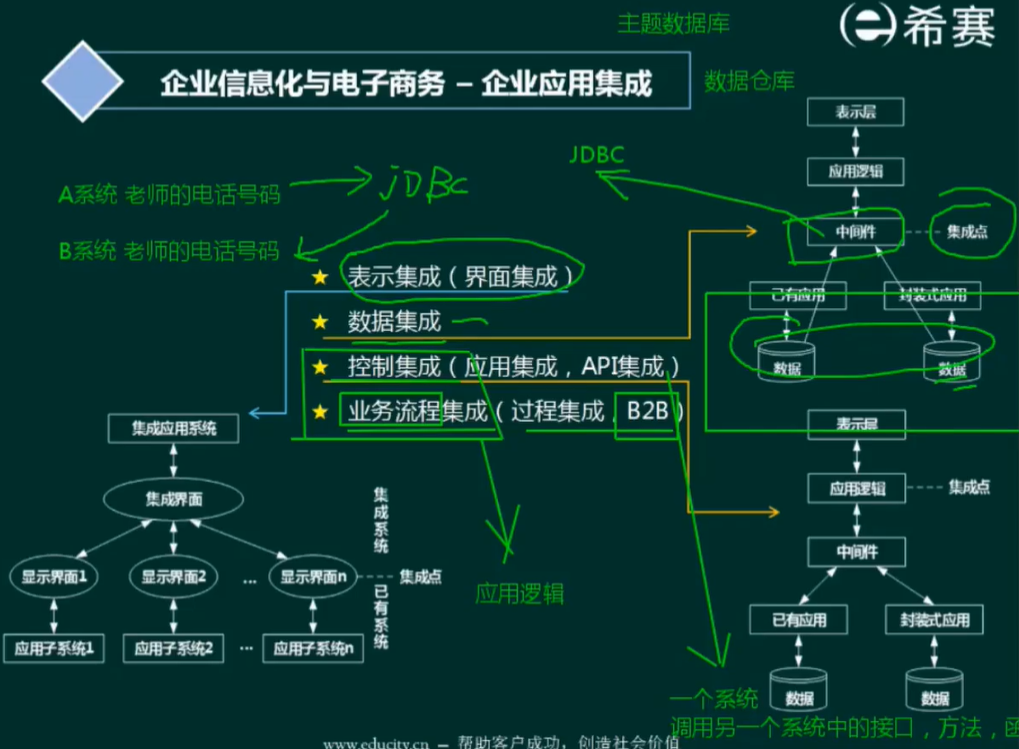 主题数据库
希赛
企业信息化与电子商务 – 企业应用集成
数据仓库
表示层
应用逻辑
中间件
集成点
已有应用
封装式应用
数据
数据
JDBC
A系统 老师的电话号码
jDBC
B系统 老师的电话号码
★ 表示集成（界面集成）
★ 数据集成
★ 控制集成（应用集成，API集成）
★ 业务流程集成（过程集成，B2B）
集成应用系统
集成界面
显示界面1
显示界面2
...
显示界面n
集成点
集成系统
已有系统
应用子系统1
应用子系统2
...
应用子系统n
应用逻辑
表示层
应用逻辑
集成点
中间件
已有应用
封装式应用
数据
数据
一个系统
调用另一个系统中的接口，方法，函
www.educity.cn – 帮助客户成功，创造社会价值